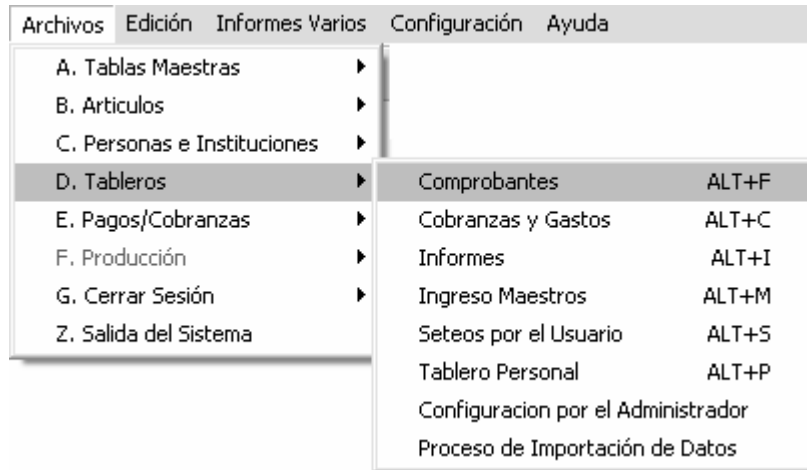 Archivos Edición Informes Varios Configuración Ayuda
A. Tablas Maestras
B. Articulos
C. Personas e Instituciones
D. Tableros
E. Pagos/Cobranzas
F. Producción
G. Cerrar Sesión
Z. Salida del Sistema
Comprobantes ALT+F
Cobranzas y Gastos ALT+C
Informes ALT+I
Ingreso Maestros ALT+M
Seteos por el Usuario ALT+S
Tablero Personal ALT+P
Configuracion por el Administrador
Proceso de Importación de Datos